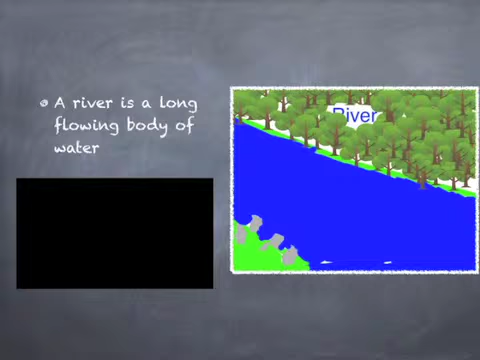 A river is a long
flowing body of
water
River